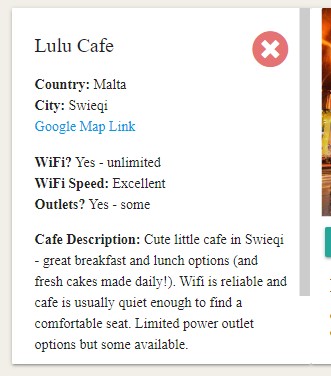 Lulu Cafe
Country: Malta
City: Swieqi
Google Map Link
WiFi? Yes - unlimited
WiFi Speed: Excellent
Outlets? Yes - some
Cafe Description: Cute little cafe in Swieqi
- great breakfast and lunch options (and
fresh cakes made daily!). Wifi is reliable and
cafe is usually quiet enough to find a
comfortable seat. Limited power outlet
options but some available.